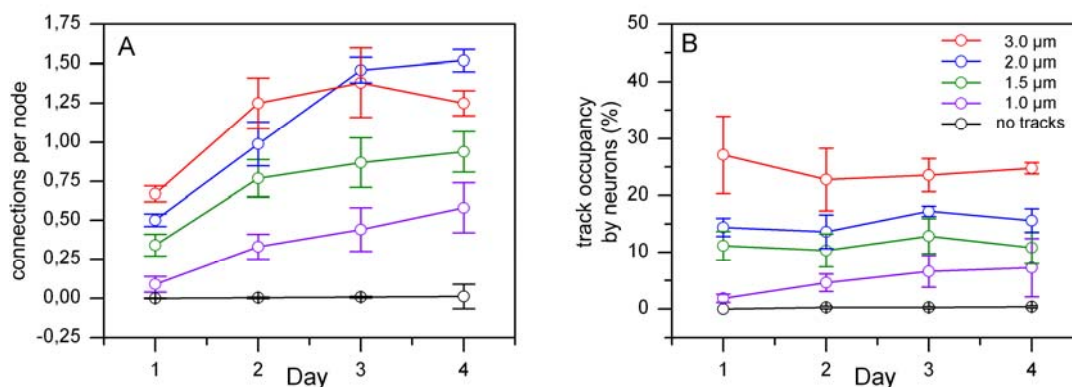 A
connections per node
1,75
1,50
1,25
1,00
0,75
0,50
0,25
0,00
-0,25
1
2
3
4
Day
B
track occupancy
by neurons (%)
50
40
30
20
10
0
3.0 µm
2.0 µm
1.5 µm
1.0 µm
no tracks
1
2
3
4
Day